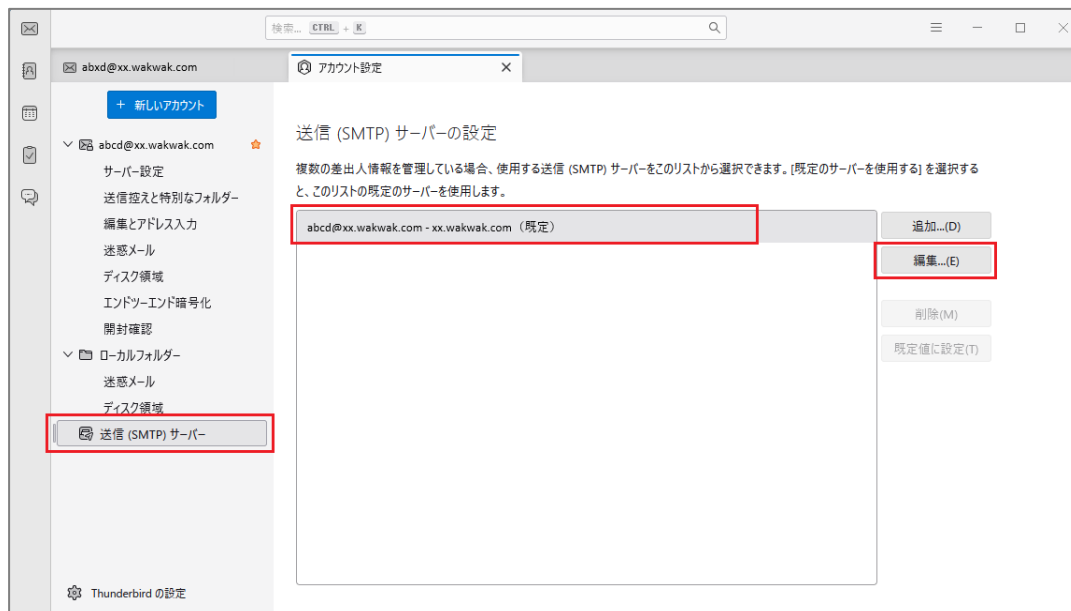 検索... CTRL + K
abxd@xx.wakwak.com
アカウント設定
+ 新しいアカウント
abcd@xx.wakwak.com
サーバー設定
送信控えと特別なフォルダー
編集とアドレス入力
迷惑メール
ディスク領域
エンドツーエンド暗号化
開封確認
ローカルフォルダー
迷惑メール
ディスク領域
送信 (SMTP) サーバー
Thunderbird の設定
送信 (SMTP) サーバーの設定
複数の差出人情報を管理している場合、使用する送信 (SMTP) サーバーをこのリストから選択できます。[既定のサーバーを使用する] を選択する
と、このリストの既定のサーバーを使用します。
abcd@xx.wakwak.com - xx.wakwak.com（既定）
追加...(D)
編集...(E)
削除(M)
既定値に設定(T)